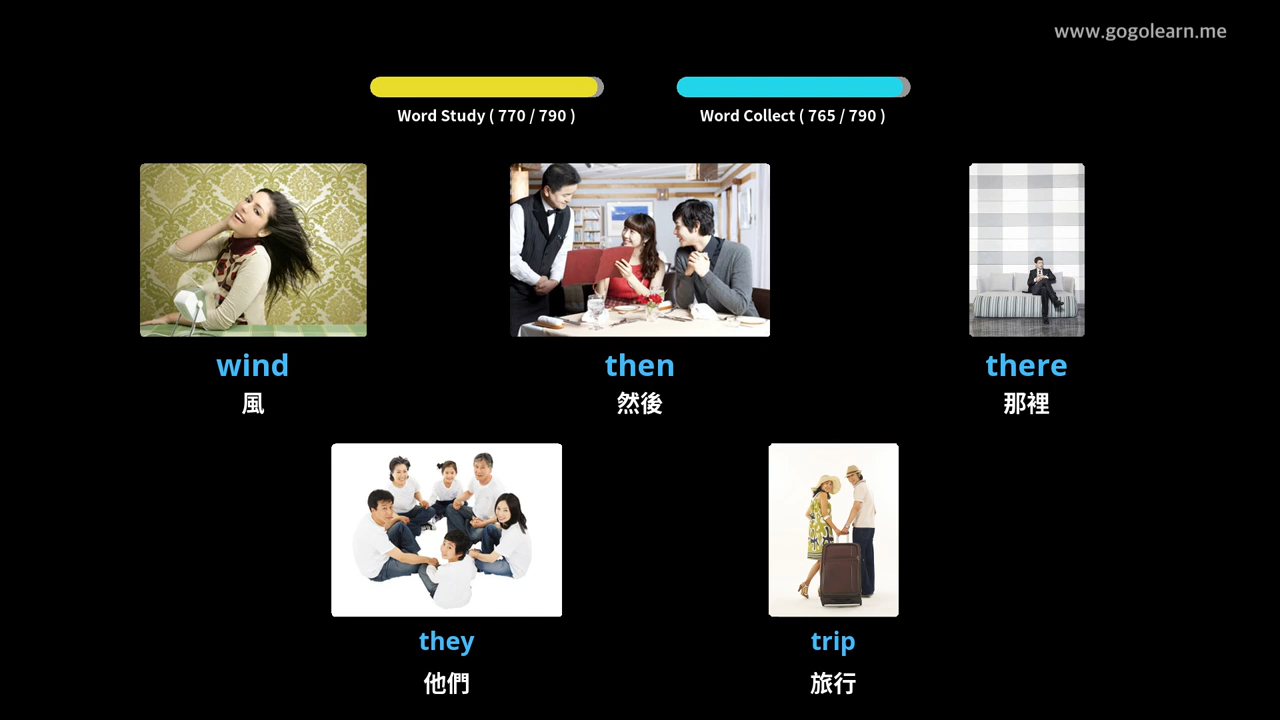 www.gogolearn.me
Word Study ( 770 / 790 )
Word Collect ( 765 / 790 )
wind
風
then
然後
there
那裡
they
他們
trip
旅行